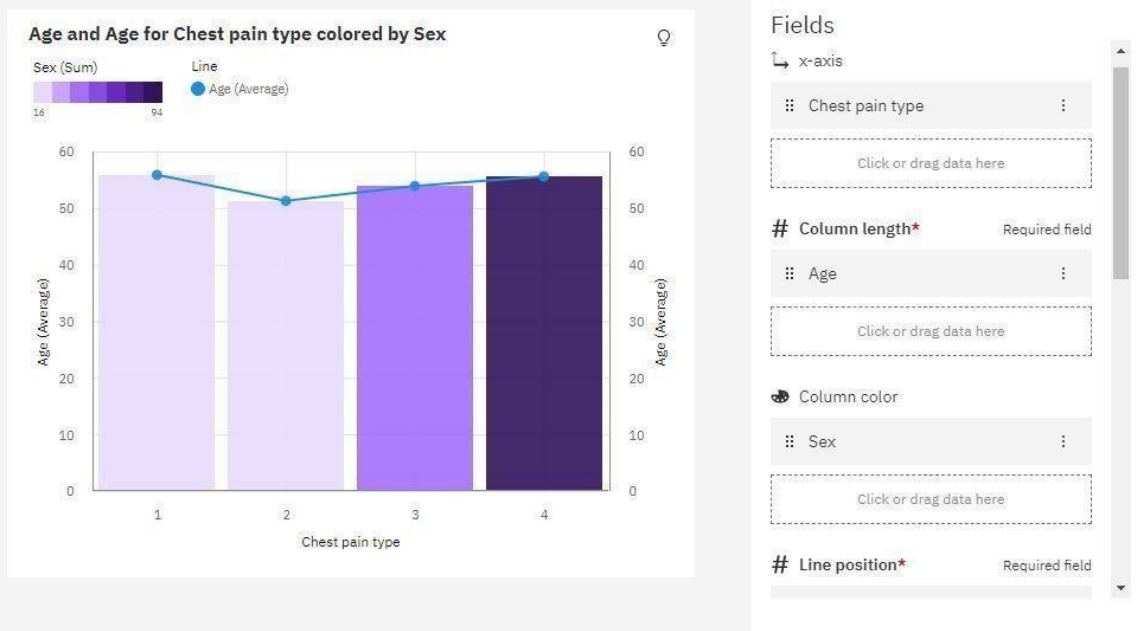 Age and Age for Chest pain type colored by Sex
Sex (Sum)
16 94
Line
Age (Average)
60
50
40
30
20
10
0
Age (Average)
60
50
40
30
20
10
0
Age (Average)
1 2 3 4
Chest pain type
Fields
x-axis
Chest pain type
Click or drag data here
# Column length* Required field
Age
Click or drag data here
Column color
Sex
Click or drag data here
# Line position* Required field